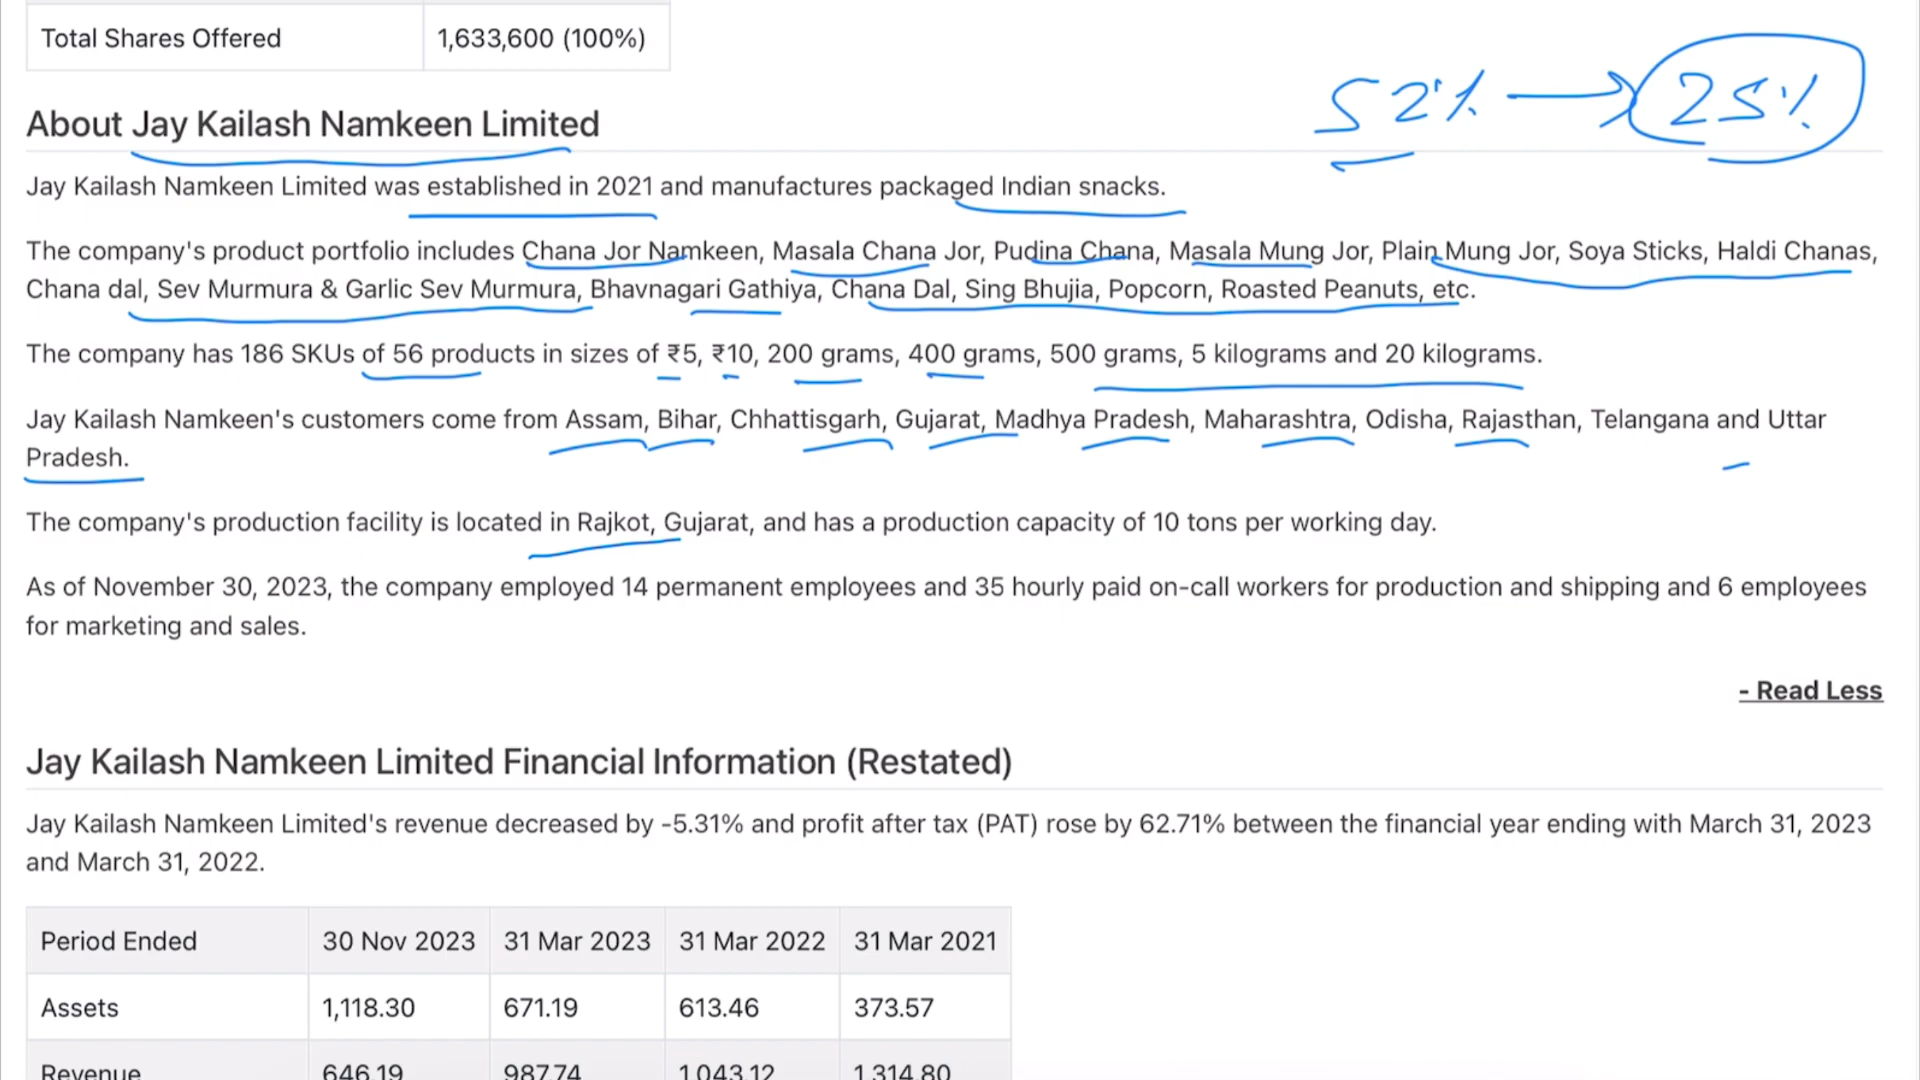 Total Shares Offered 1,633,600 (100%)
52% → 25%
About Jay Kailash Namkeen Limited
Jay Kailash Namkeen Limited was established in 2021 and manufactures packaged Indian snacks.
The company's product portfolio includes Chana Jor Namkeen, Masala Chana Jor, Pudina Chana, Masala Mung Jor, Plain Mung Jor, Soya Sticks, Haldi Chanas,
Chana dal, Sev Murmura & Garlic Sev Murmura, Bhavnagari Gathiya, Chana Dal, Sing Bhujia, Popcorn, Roasted Peanuts, etc.
The company has 186 SKUs of 56 products in sizes of ₹5, ₹10, 200 grams, 400 grams, 500 grams, 5 kilograms and 20 kilograms.
Jay Kailash Namkeen's customers come from Assam, Bihar, Chhattisgarh, Gujarat, Madhya Pradesh, Maharashtra, Odisha, Rajasthan, Telangana and Uttar
Pradesh.
The company's production facility is located in Rajkot, Gujarat, and has a production capacity of 10 tons per working day.
As of November 30, 2023, the company employed 14 permanent employees and 35 hourly paid on-call workers for production and shipping and 6 employees
for marketing and sales.
- Read Less
Jay Kailash Namkeen Limited Financial Information (Restated)
Jay Kailash Namkeen Limited's revenue decreased by -5.31% and profit after tax (PAT) rose by 62.71% between the financial year ending with March 31, 2023
and March 31, 2022.
Period Ended 30 Nov 2023 31 Mar 2023 31 Mar 2022 31 Mar 2021
Assets 1,118.30 671.19 613.46 373.57
Revenue 646.19 987.74 1,043.12 1,314.80